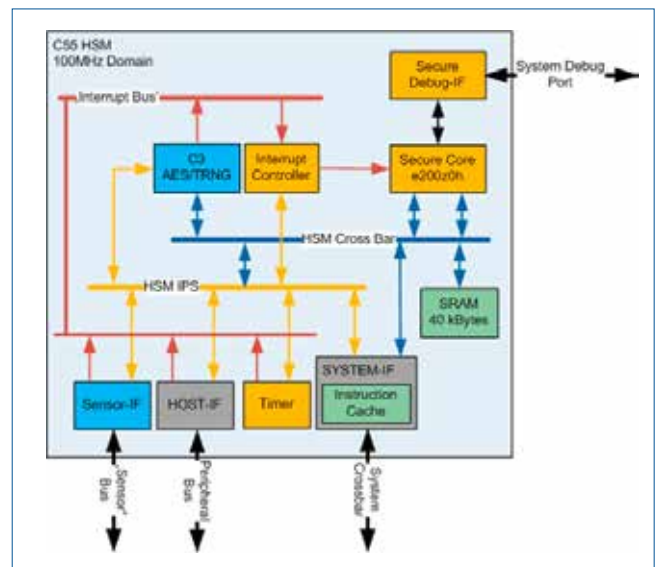 C55 HSM
100MHz Domain
Secure
Debug-IF
System Debug
Port
Interrupt Bus'
C3
AES/TRNG
Interrupt
Controller
Secure Core
e200z0h
HSM Cross Bar
HSM IPS
SRAM
40 kBytes
SYSTEM-IF
Instruction
Cache
Sensor-IF
HOST-IF
Timer
"Sensor"
Bus
Peripheral
Bus
System
Crossbar